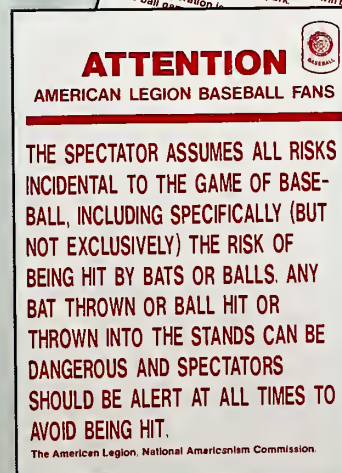 ball
BASEBALL
ATTENTION
AMERICAN LEGION BASEBALL FANS
THE SPECTATOR ASSUMES ALL RISKS
INCIDENTAL TO THE GAME OF BASE-
BALL, INCLUDING SPECIFICALLY (BUT
NOT EXCLUSIVELY) THE RISK OF
BEING HIT BY BATS OR BALLS. ANY
BAT THROWN OR BALL HIT OR
THROWN INTO THE STANDS CAN BE
DANGEROUS AND SPECTATORS
SHOULD BE ALERT AT ALL TIMES TO
AVOID BEING HIT.
The American Legion, National Americanism Commission.